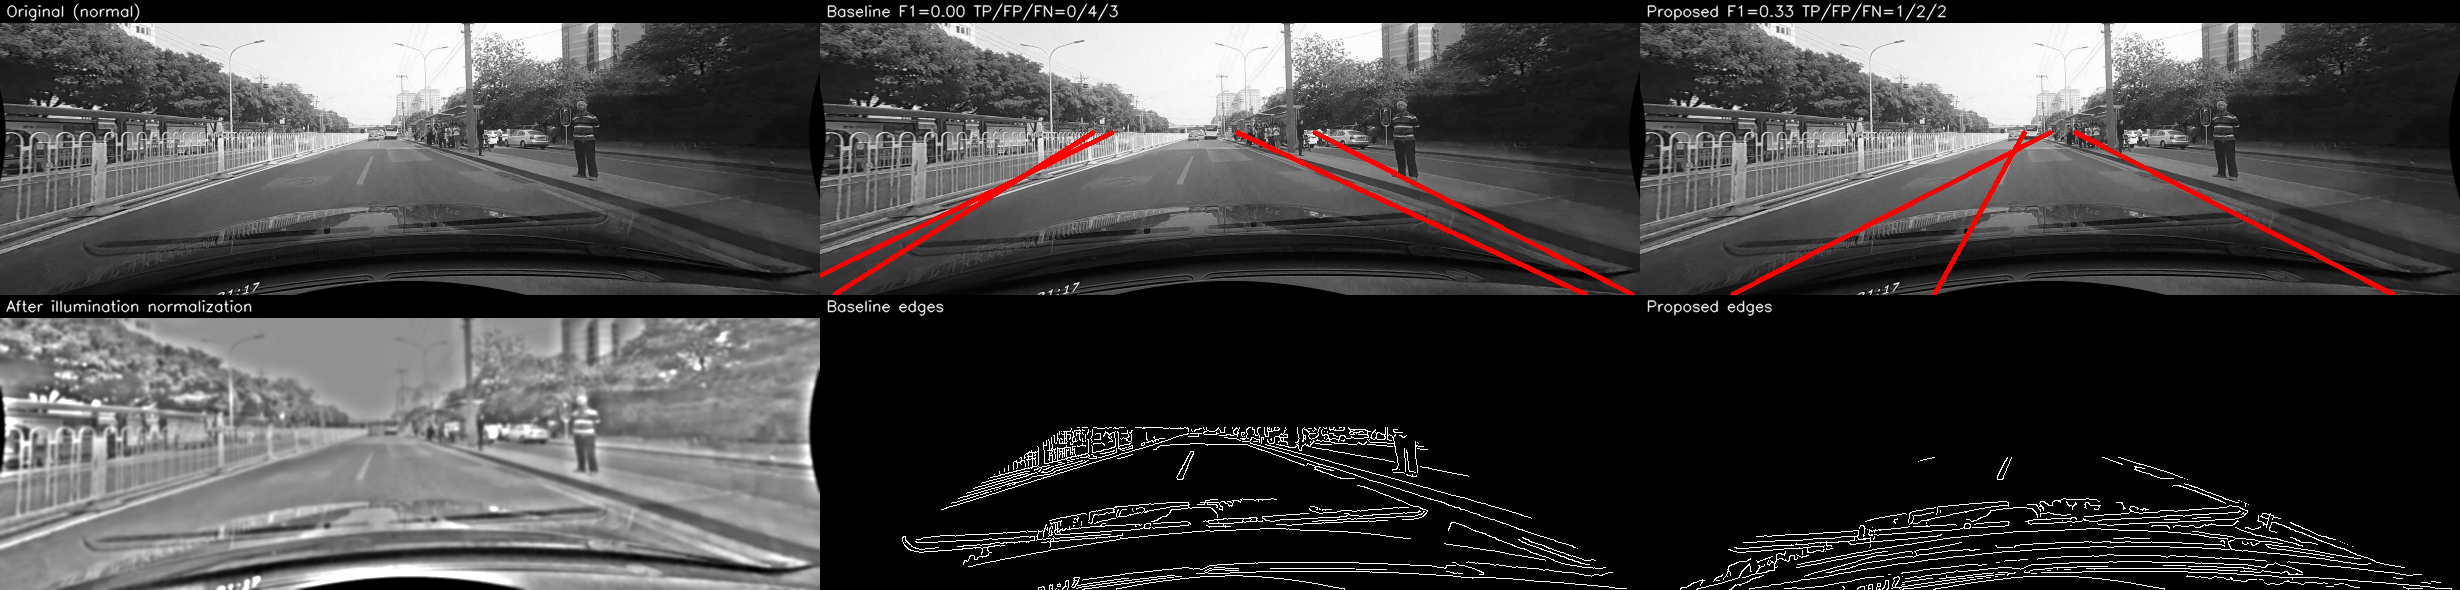 Original (normal)
Baseline F1=0.00 TP/FP/FN=0/4/3
Proposed F1=0.33 TP/FP/FN=1/2/2
After illumination normalization
Baseline edges
Proposed edges